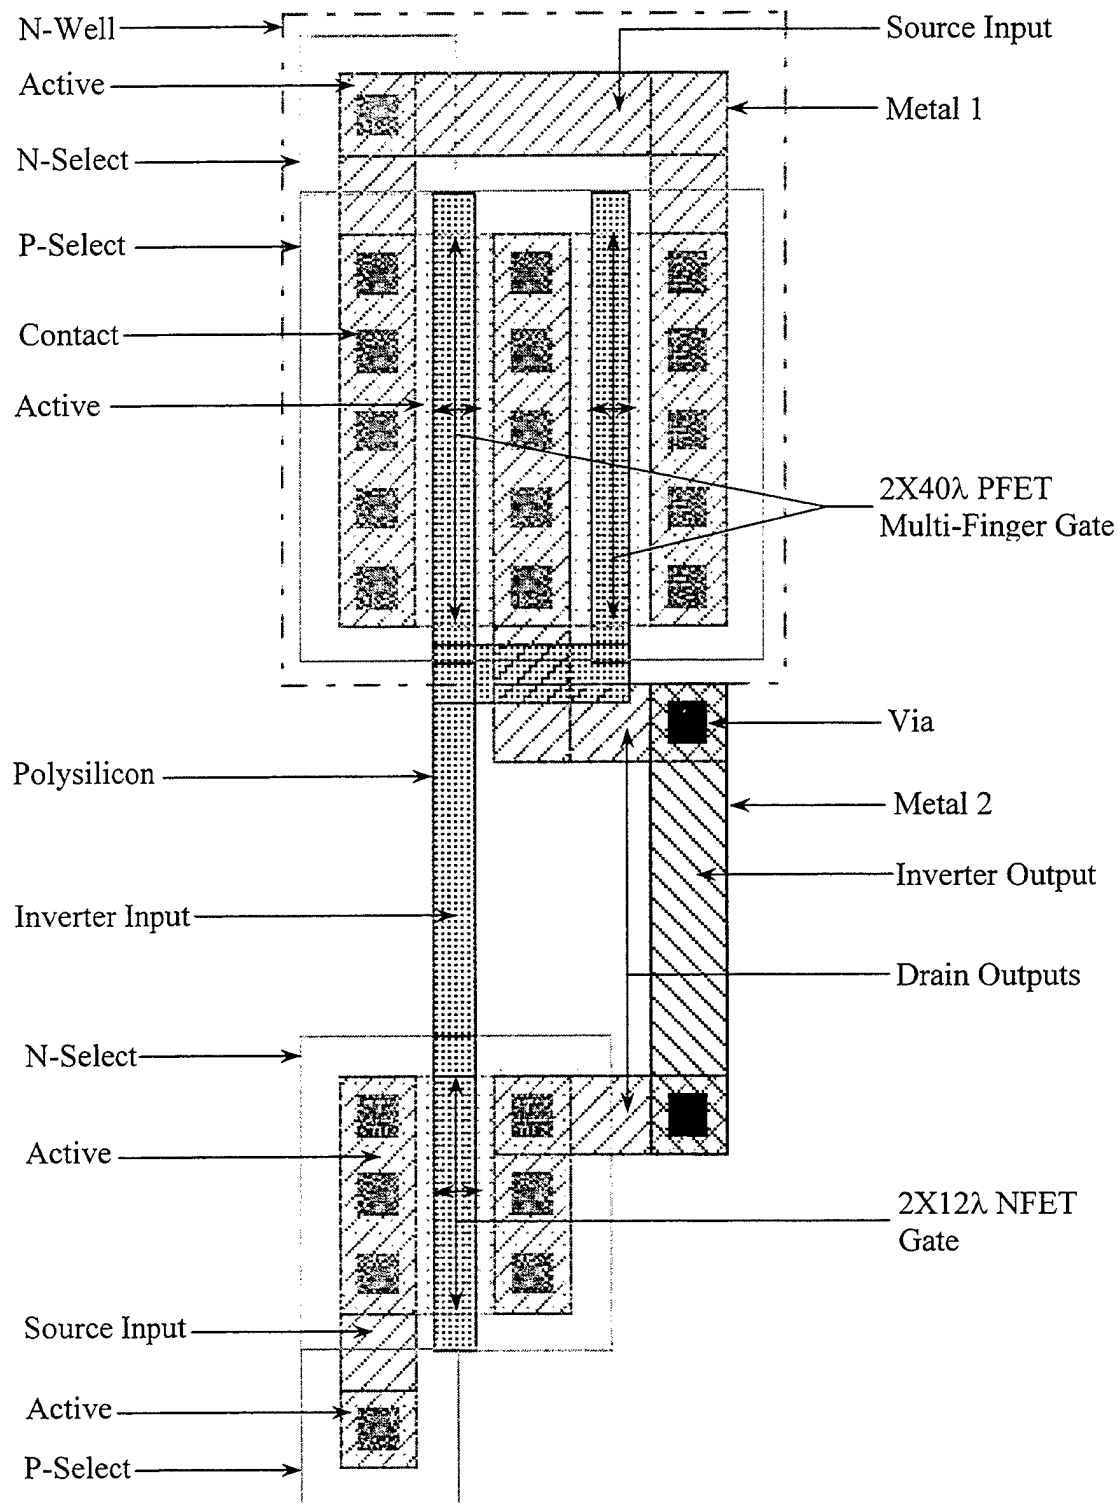 N-Well
Source Input
Active
Metal 1
N-Select
P-Select
Contact
Active
2X40λ PFET
Multi-Finger Gate
Via
Polysilicon
Metal 2
Inverter Output
Inverter Input
Drain Outputs
N-Select
Active
2X12λ NFET
Gate
Source Input
Active
P-Select